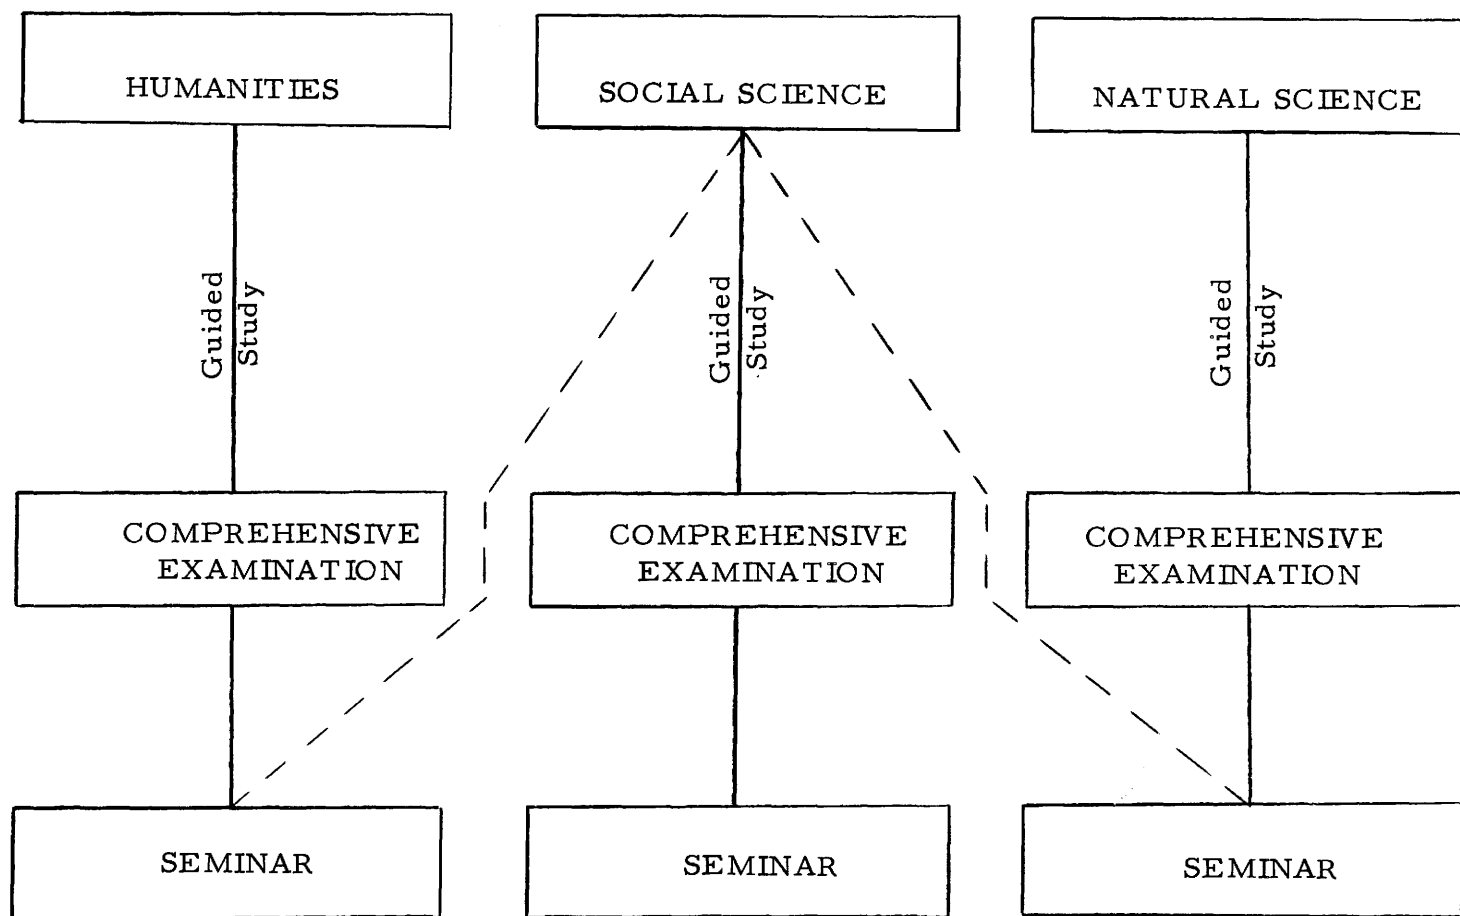 HUMANITIES
SOCIAL SCIENCE
NATURAL SCIENCE
Guided
Study
Guided
Study
Guided
Study
COMPREHENSIVE
EXAMINATION
COMPREHENSIVE
EXAMINATION
COMPREHENSIVE
EXAMINATION
SEMINAR
SEMINAR
SEMINAR